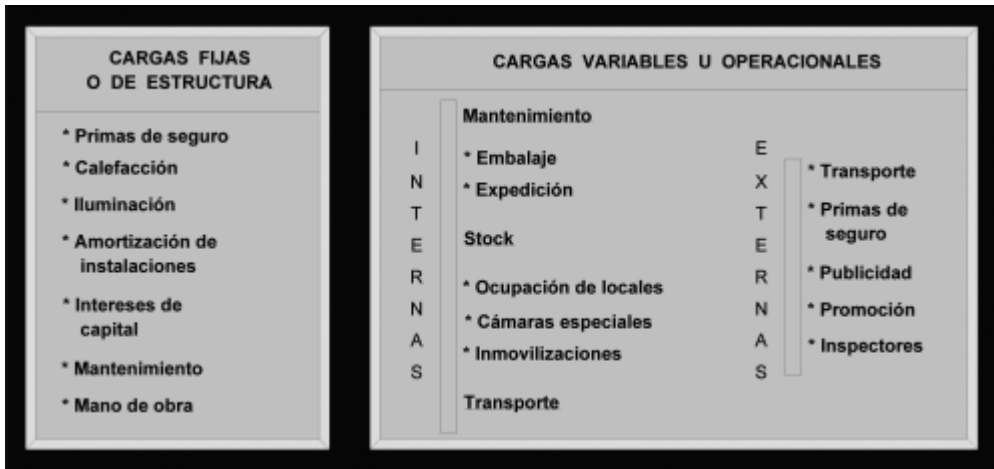 CARGAS FIJAS
O DE ESTRUCTURA
* Primas de seguro
* Calefacción
* Iluminación
* Amortización de
instalaciones
* Intereses de
capital
* Mantenimiento
* Mano de obra
CARGAS VARIABLES U OPERACIONALES
INTERNAS
Mantenimiento
* Embalaje
* Expedición
Stock
* Ocupación de locales
* Cámaras especiales
* Inmovilizaciones
Transporte
EXTERNAS
* Transporte
* Primas de
seguro
* Publicidad
* Promoción
* Inspectores